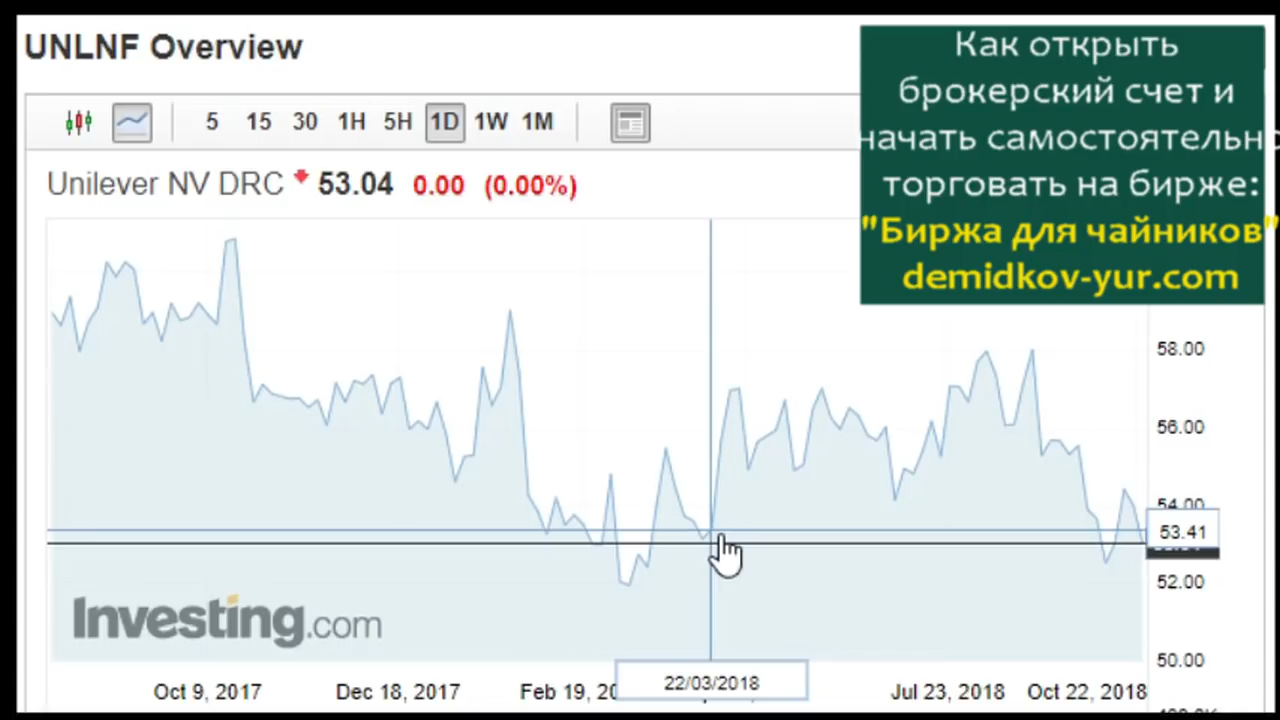 UNLNF Overview
Как открыть
брокерский счет и
начать самостоятельно
торговать на бирже:
"Биржа для чайников"
demidkov-yur.com
5 15 30 1H 5H 1D 1W 1M
Unilever NV DRC 53.04 0.00 (0.00%)
58.00
56.00
54.00
53.41
52.00
50.00
Investing.com
Oct 9, 2017 Dec 18, 2017 Feb 19, 20 22/03/2018 Jul 23, 2018 Oct 22, 2018